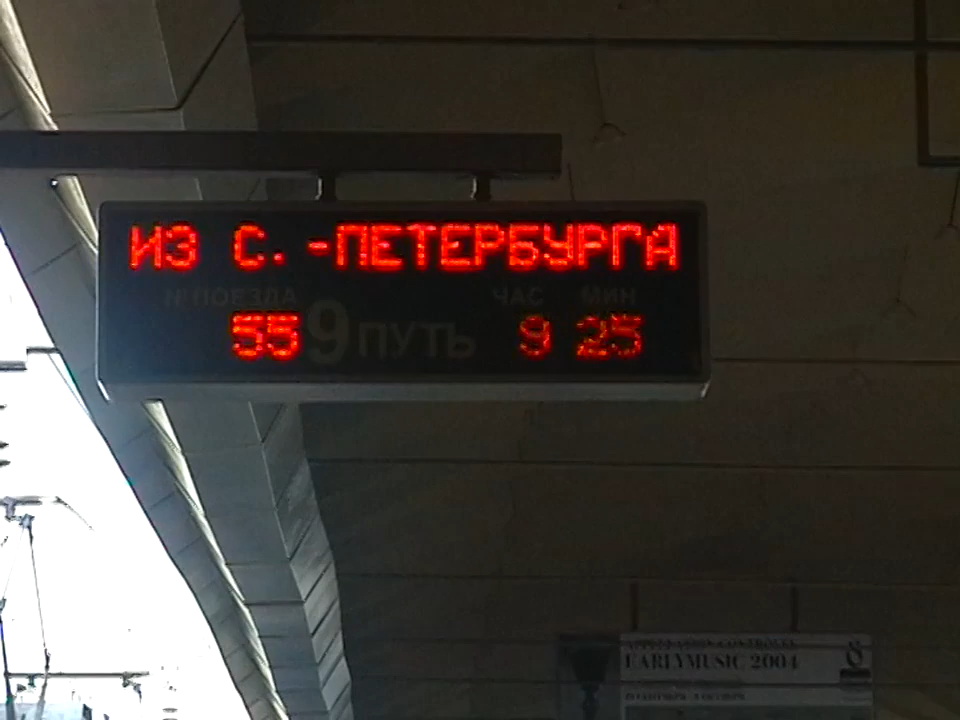 ИЗ С.-ПЕТЕРБУРГА
№ ПОЕЗДА ЧАС МИН
55 9 ПУТЬ 9 25
EARLYMUSIC 2004